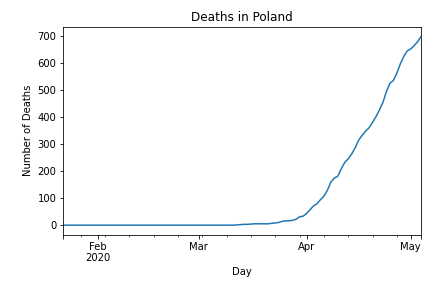 Deaths in Poland
Number of Deaths
700
600
500
400
300
200
100
0
Feb
2020
Mar
Apr
May
Day